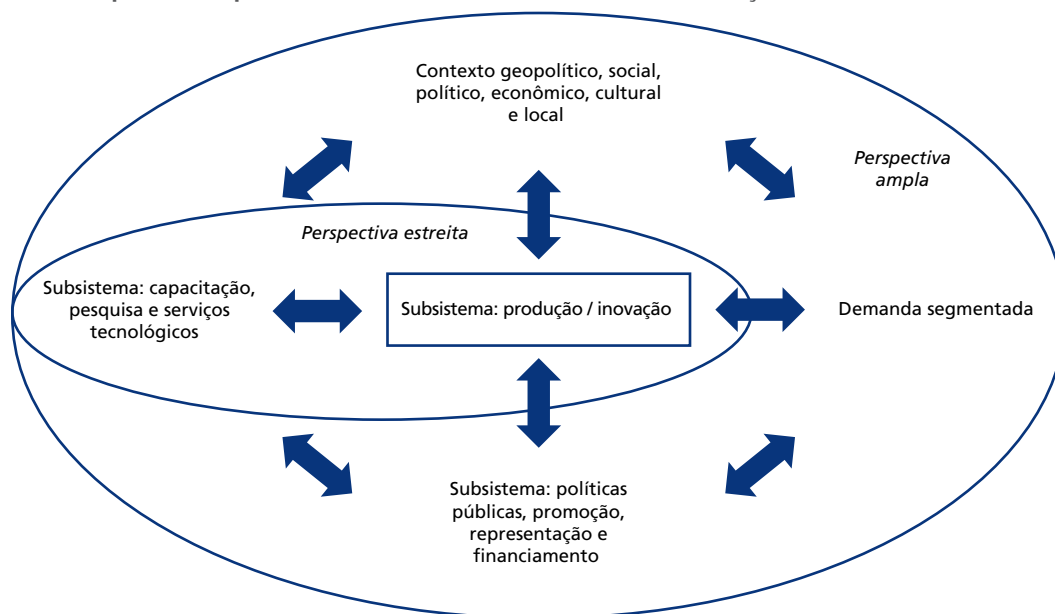 Contexto geopolítico, social,
político, econômico, cultural
e local
Perspectiva
ampla
Perspectiva estreita
Subsistema: capacitação,
pesquisa e serviços
tecnológicos
Subsistema: produção / inovação
Demanda segmentada
Subsistema: políticas
públicas, promoção,
representação e
financiamento